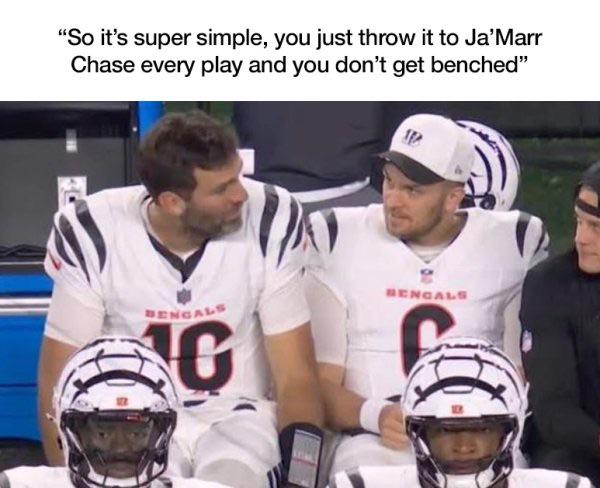 “So it’s super simple, you just throw it to Ja’Marr
Chase every play and you don’t get benched”
BENGALS
16
BENGALS
6